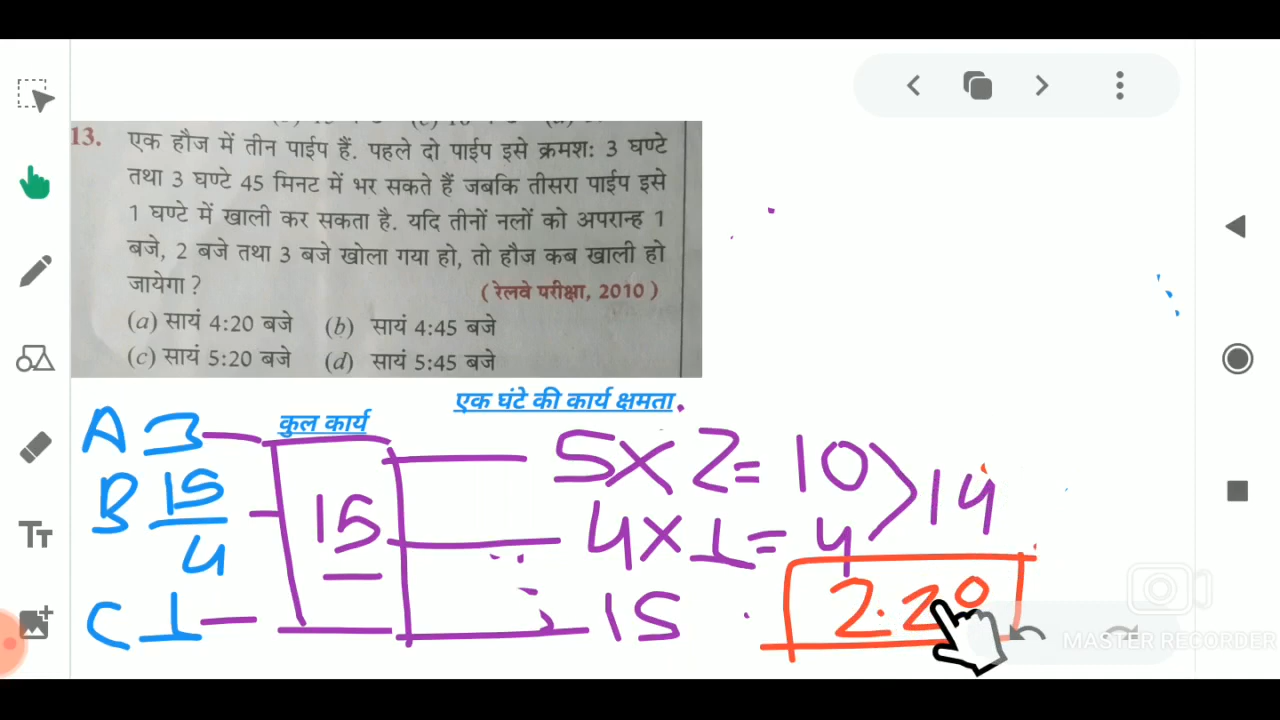 13. एक हौज में तीन पाईप हैं. पहले दो पाईप इसे क्रमशः 3 घण्टे
तथा 3 घण्टे 45 मिनट में भर सकते हैं जबकि तीसरा पाईप इसे
1 घण्टे में खाली कर सकता है. यदि तीनों नलों को अपरान्ह 1
बजे, 2 बजे तथा 3 बजे खोला गया हो, तो हौज कब खाली हो
जायेगा ?
( रेलवे परीक्षा, 2010 )
(a) सायं 4:20 बजे (b) सायं 4:45 बजे
(c) सायं 5:20 बजे (d) सायं 5:45 बजे
एक घंटे की कार्य क्षमता
कुल कार्य
A 3
5 x 2 = 10
B 15/4
15
14
4 x 1 = 4
C 1
15
2.20
Tт
MASTER RECORDER